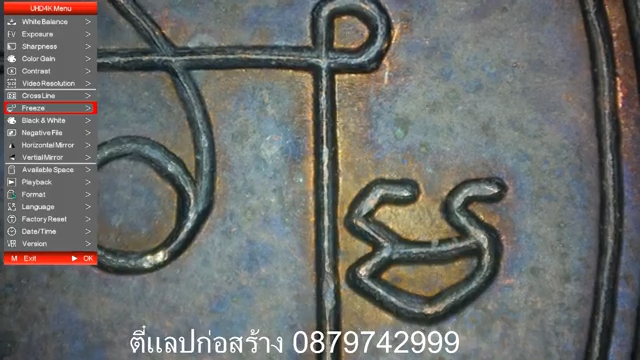 UHD4K Menu
White Balance >
Exposure >
Sharpness >
Color Gain >
Contrast >
Video Resolution >
Cross Line >
Freeze >
Black & White >
Nagative File >
Horizontal Mirror >
Vertial Mirror >
Available Space >
Playback >
Format >
Language >
Factory Reset >
Date/Time >
Version >
M Exit ▶ OK
ตี๋แลปก่อสร้าง 0879742999